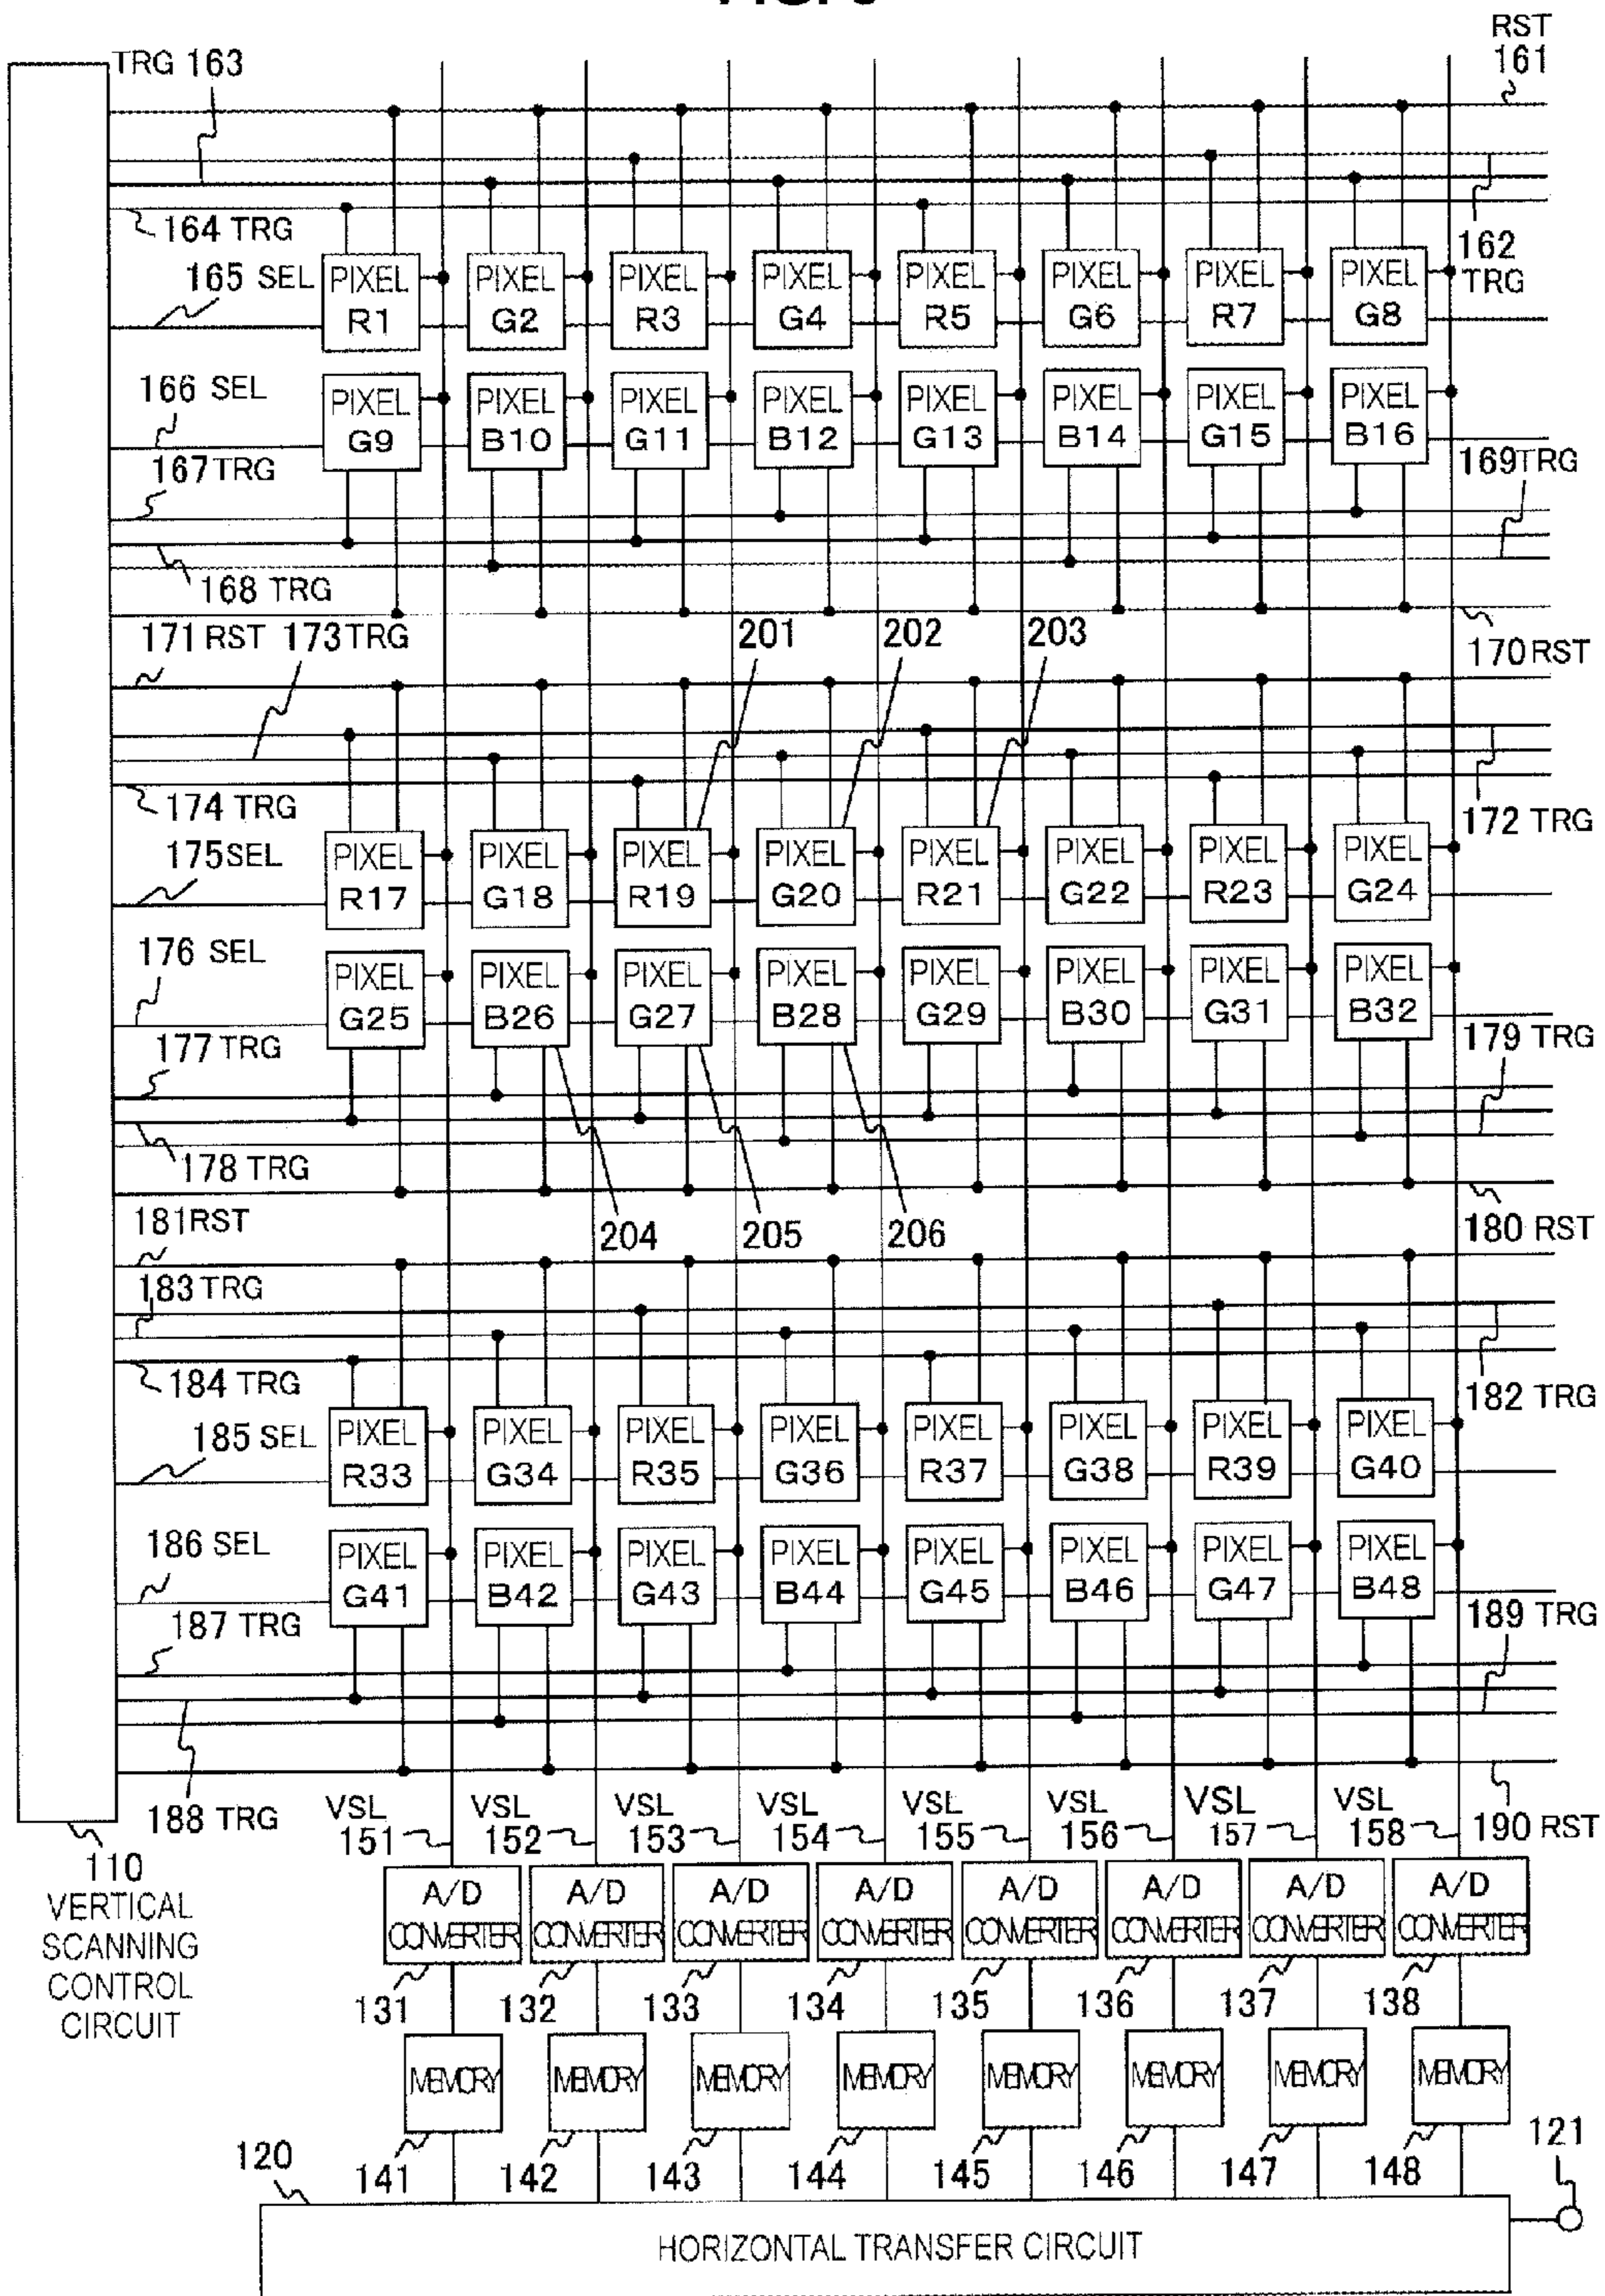 RST
TRG 163
161
164 TRG
162
TRG
165 SEL
PIXEL R1
PIXEL G2
PIXEL R3
PIXEL G4
PIXEL R5
PIXEL G6
PIXEL R7
PIXEL G8
166 SEL
PIXEL G9
PIXEL B10
PIXEL G11
PIXEL B12
PIXEL G13
PIXEL B14
PIXEL G15
PIXEL B16
167 TRG
169 TRG
168 TRG
171 RST
173 TRG
201
202
203
170 RST
174 TRG
172 TRG
175 SEL
PIXEL R17
PIXEL G18
PIXEL R19
PIXEL G20
PIXEL R21
PIXEL G22
PIXEL R23
PIXEL G24
176 SEL
PIXEL G25
PIXEL B26
PIXEL G27
PIXEL B28
PIXEL G29
PIXEL B30
PIXEL G31
PIXEL B32
177 TRG
179 TRG
178 TRG
181 RST
204
205
206
180 RST
183 TRG
184 TRG
182 TRG
185 SEL
PIXEL R33
PIXEL G34
PIXEL R35
PIXEL G36
PIXEL R37
PIXEL G38
PIXEL R39
PIXEL G40
186 SEL
PIXEL G41
PIXEL B42
PIXEL G43
PIXEL B44
PIXEL G45
PIXEL B46
PIXEL G47
PIXEL B48
187 TRG
189 TRG
188 TRG
VSL 151
VSL 152
VSL 153
VSL 154
VSL 155
VSL 156
VSL 157
VSL 158
190 RST
110
VERTICAL
SCANNING
CONTROL
CIRCUIT
A/D CONVERTER
A/D CONVERTER
A/D CONVERTER
A/D CONVERTER
A/D CONVERTER
A/D CONVERTER
A/D CONVERTER
A/D CONVERTER
131
132
133
134
135
136
137
138
MEMORY
MEMORY
MEMORY
MEMORY
MEMORY
MEMORY
MEMORY
MEMORY
120
141
142
143
144
145
146
147
148
121
HORIZONTAL TRANSFER CIRCUIT